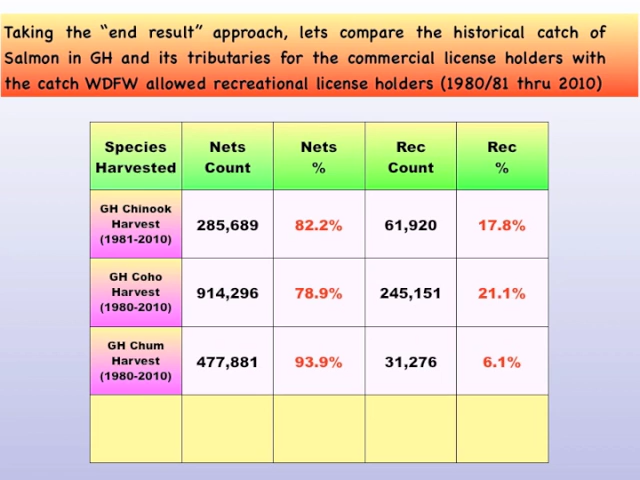 Taking the “end result” approach, lets compare the historical catch of
Salmon in GH and its tributaries for the commercial license holders with
the catch WDFW allowed recreational license holders (1980/81 thru 2010)
Species Harvested Nets Count Nets % Rec Count Rec %
GH Chinook Harvest (1981-2010) 285,689 82.2% 61,920 17.8%
GH Coho Harvest (1980-2010) 914,296 78.9% 245,151 21.1%
GH Chum Harvest (1980-2010) 477,881 93.9% 31,276 6.1%